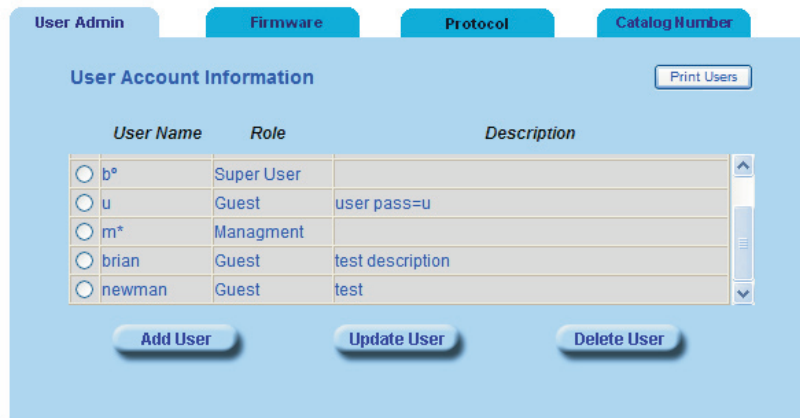 User Admin Firmware Protocol Catalog Number
User Account Information Print Users
User Name Role Description
bº Super User
u Guest user pass=u
m* Managment
brian Guest test description
newman Guest test
Add User Update User Delete User